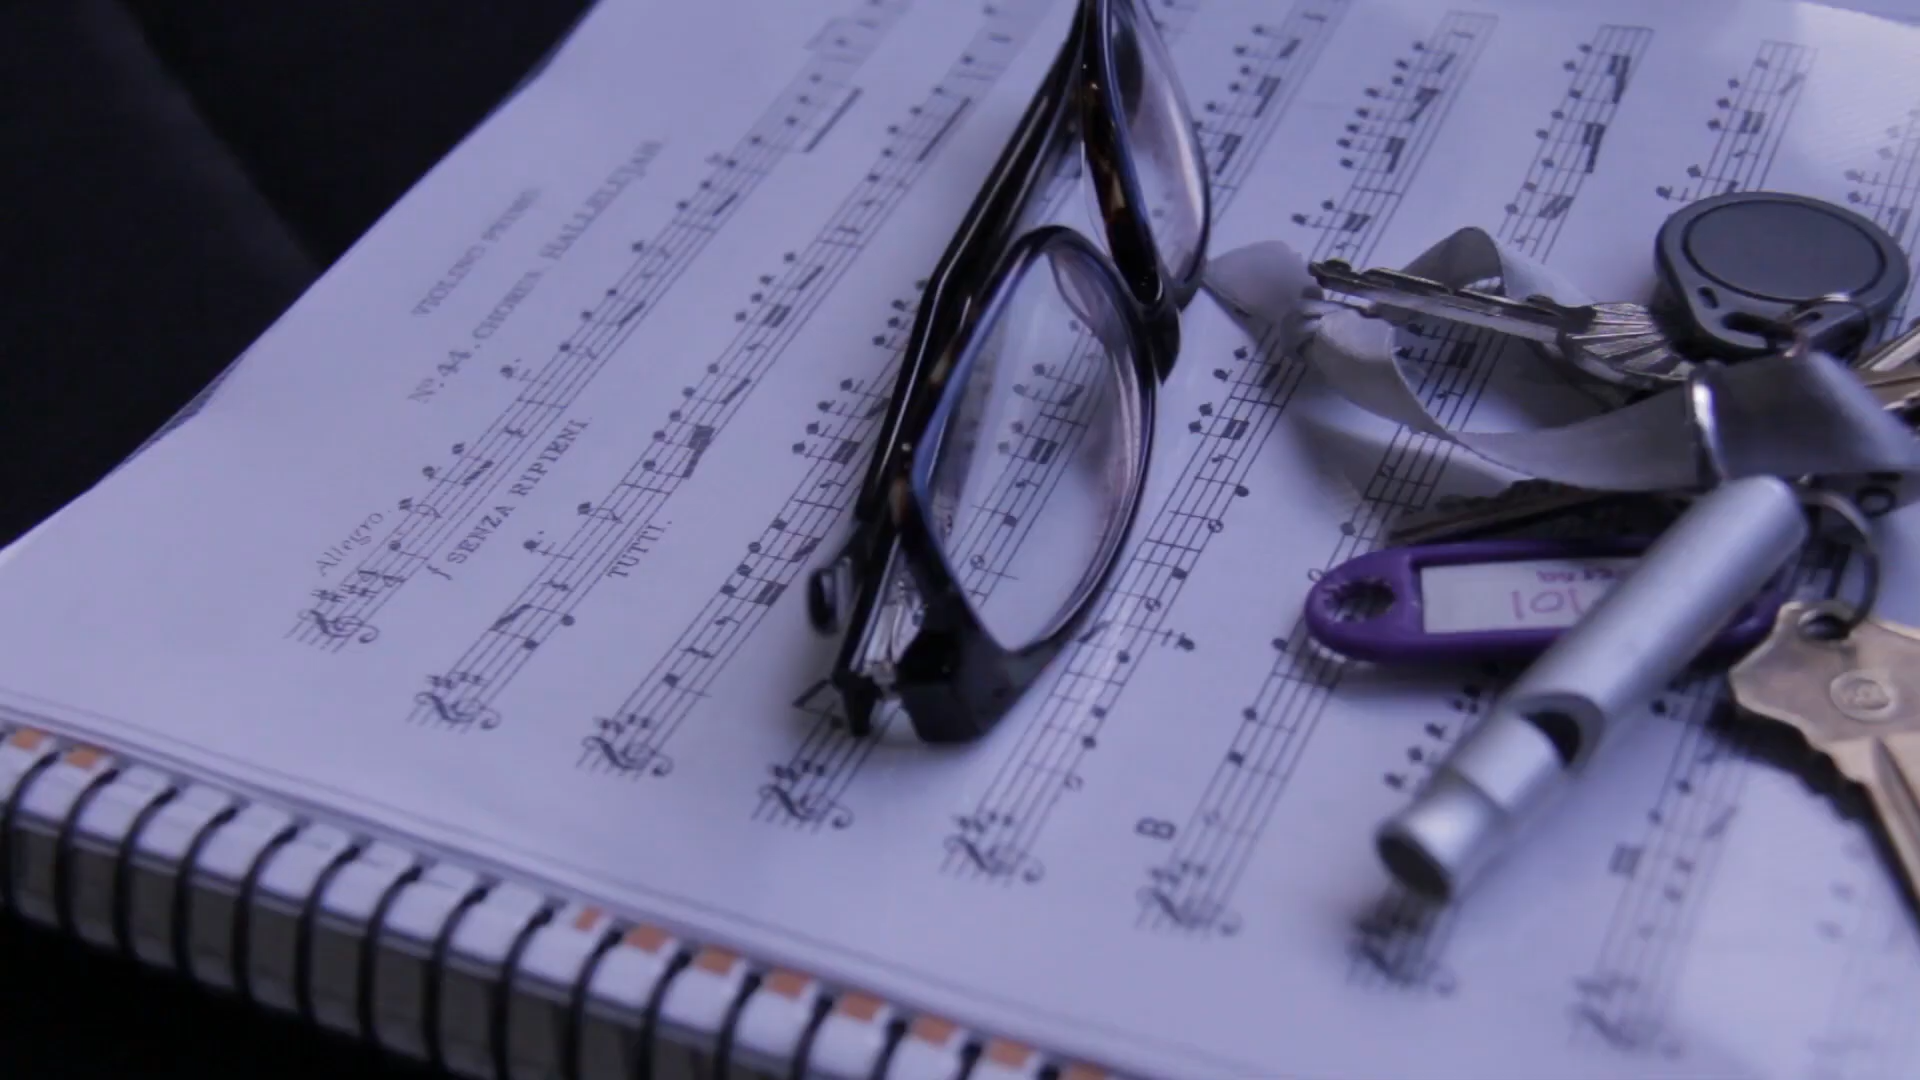 VIOLINO PRIMO
No. 44. CHORUS, HALLELUJAH
Allegro.
f SENZA RIPIENI
TUTTI.
B
101